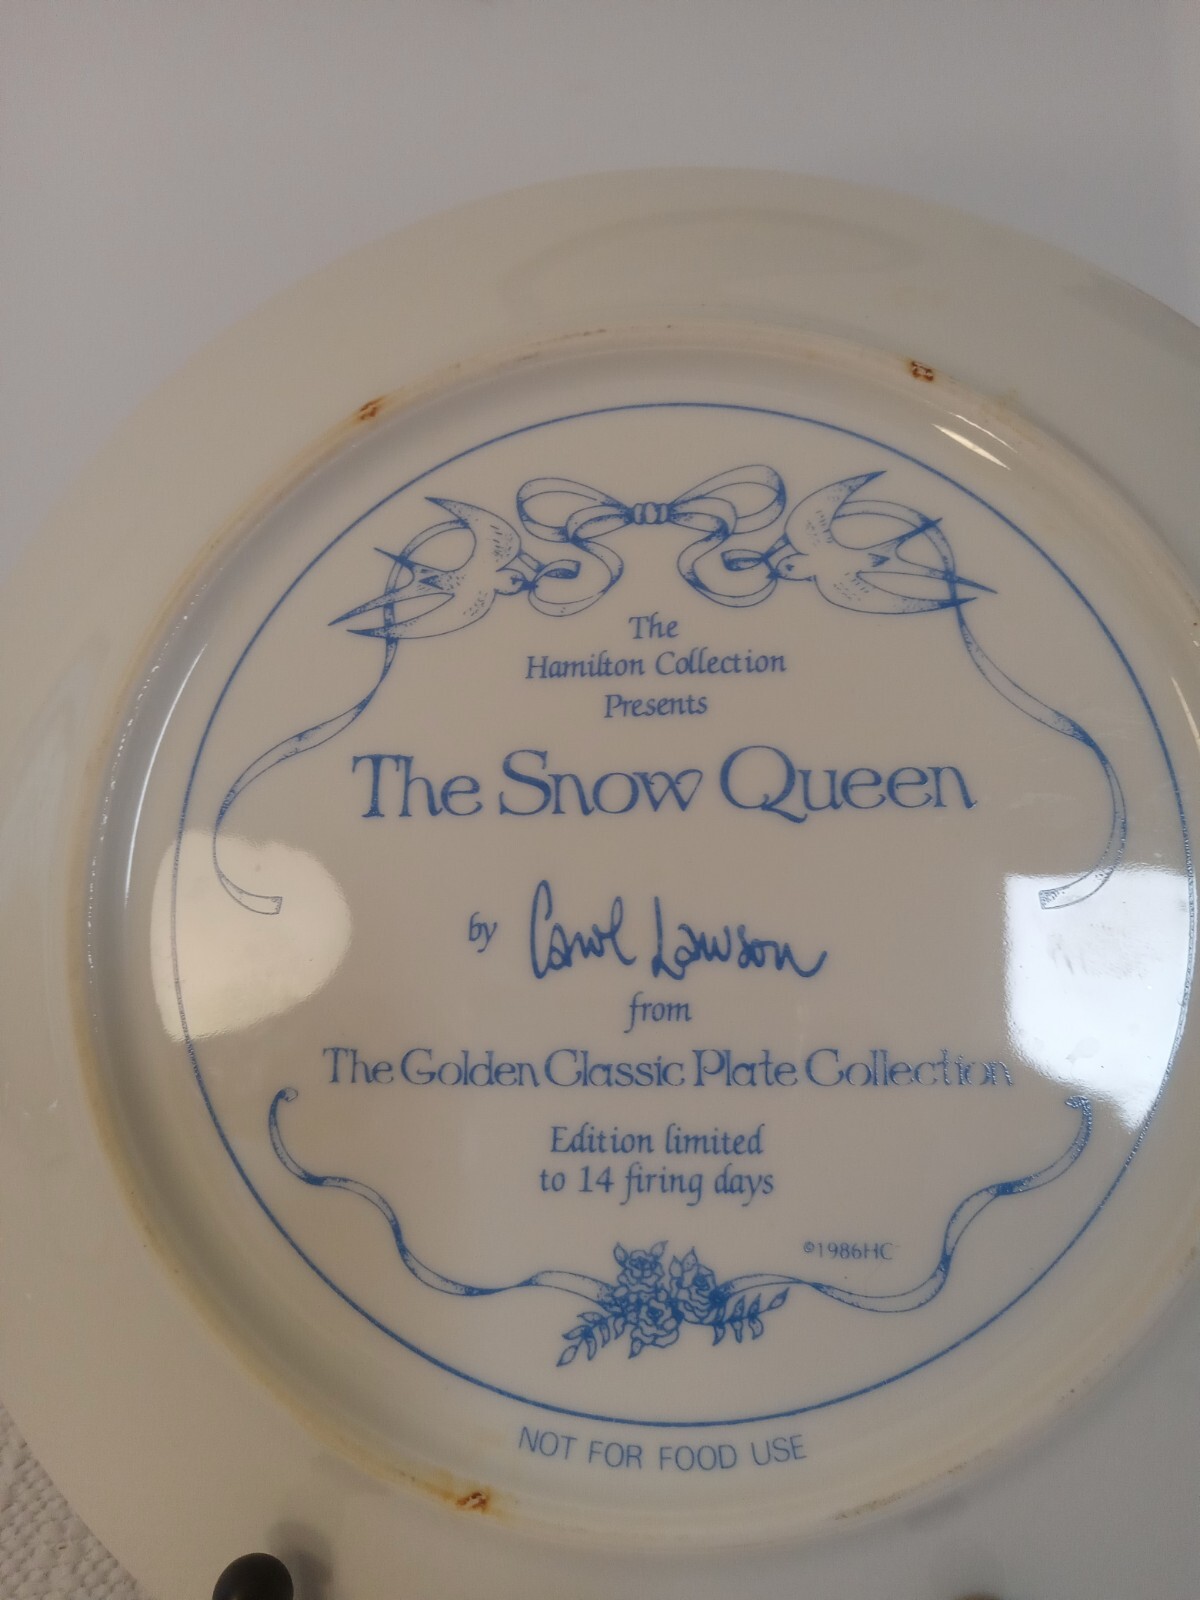 The
Hamilton Collection
Presents
The Snow Queen
by Carol Lawson
from
The Golden Classic Plate Collection
Edition limited
to 14 firing days
©1986HC
NOT FOR FOOD USE